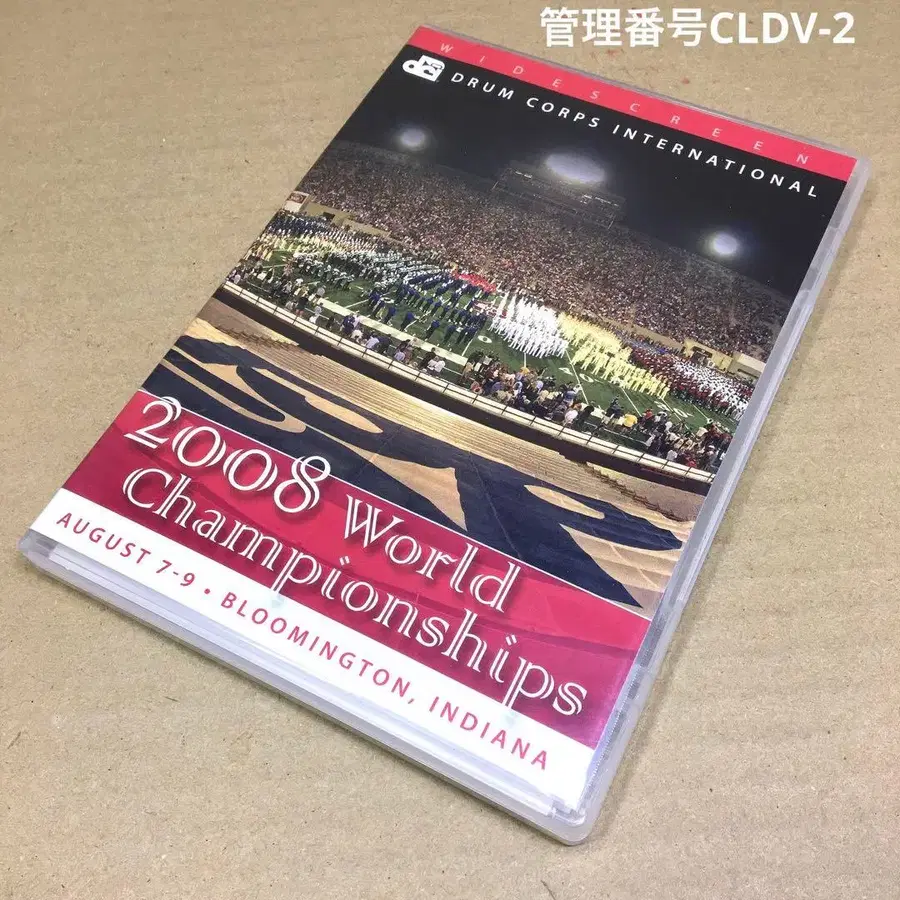 管理番号CLDV-2
WIDESCREEN
dci
DRUM CORPS INTERNATIONAL
2008 World
Championships
AUGUST 7-9 • BLOOMINGTON, INDIANA